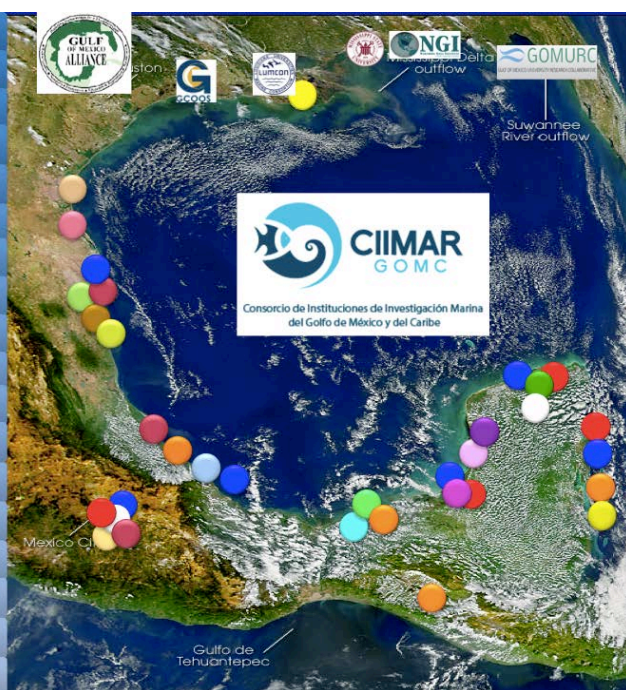 GULF
OF MEXICO
ALLIANCE
GCOOS
Lumcon
NGI
GOMURC
Mississippi Delta
outflow
Suwannee
River outflow
CIIMAR
GOMC
Consorcio de Instituciones de Investigación Marina
del Golfo de México y del Caribe
Mexico Ci
Gulfo de
Tehuantepec